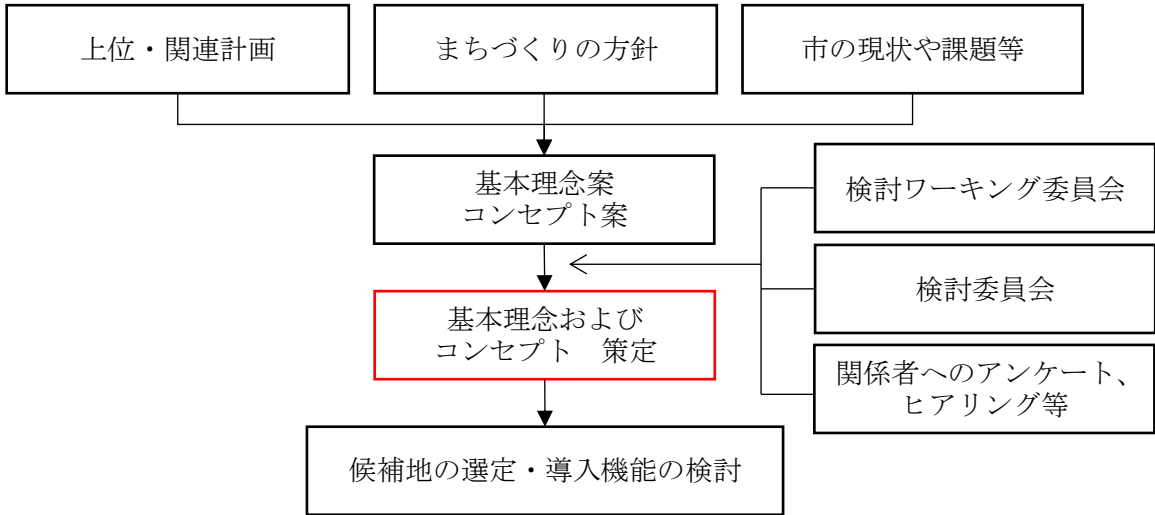 上位・関連計画
まちづくりの方針
市の現状や課題等
基本理念案
コンセプト案
検討ワーキング委員会
検討委員会
基本理念および
コンセプト　策定
関係者へのアンケート、
ヒアリング等
候補地の選定・導入機能の検討